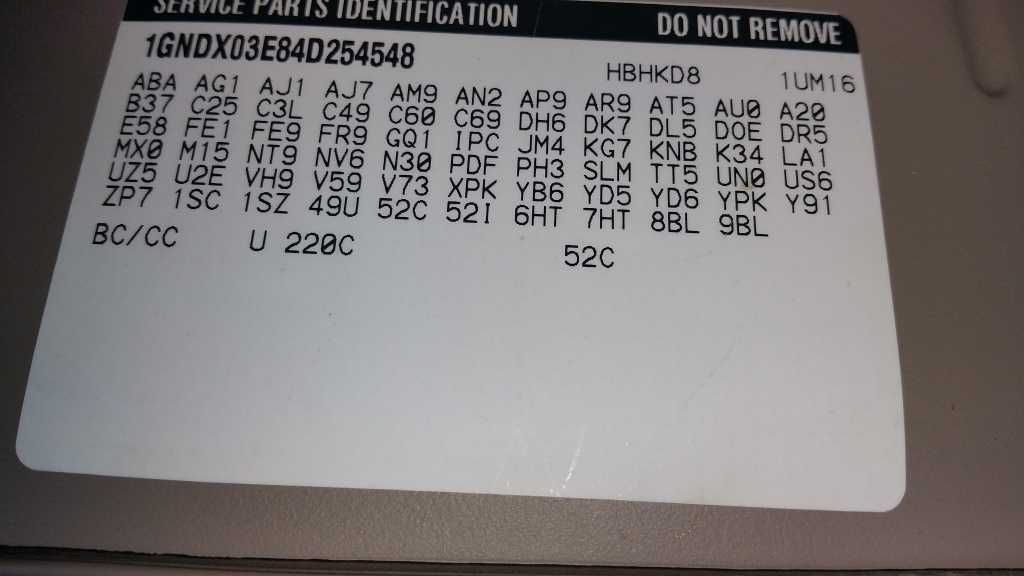 SERVICE PARTS IDENTIFICATION DO NOT REMOVE
1GNDX03E84D254548 HBHKD8 1UM16
ABA AG1 AJ1 AJ7 AM9 AN2 AP9 AR9 AT5 AU0 A20
B37 C25 C3L C49 C60 C69 DH6 DK7 DL5 DOE DR5
E58 FE1 FE9 FR9 GQ1 IPC JM4 KG7 KNB K34 LA1
MX0 M15 NT9 NV6 N30 PDF PH3 SLM TT5 UN0 US6
UZ5 U2E VH9 V59 V73 XPK YB6 YD5 YD6 YPK Y91
ZP7 1SC 1SZ 49U 52C 52I 6HT 7HT 8BL 9BL
BC/CC U 220C 52C